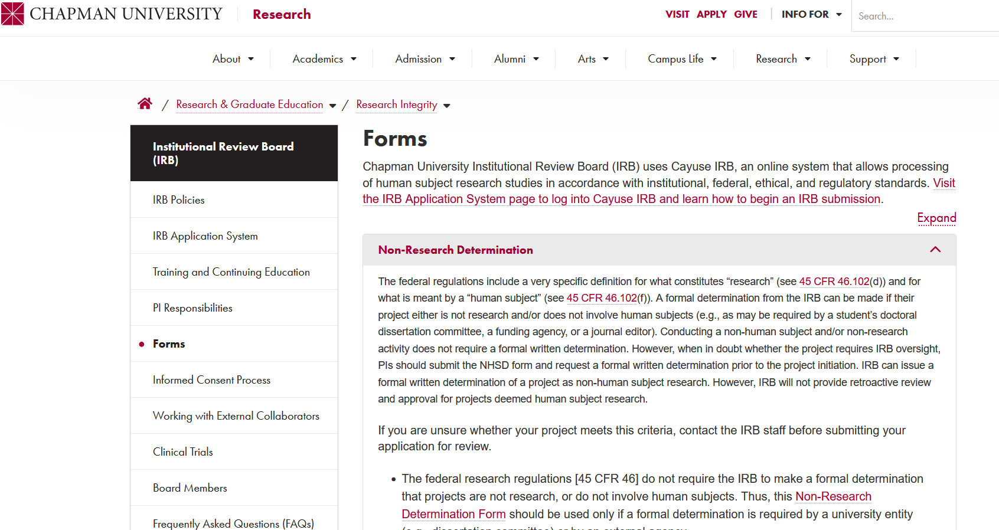 CHAPMAN UNIVERSITY
Research
VISIT APPLY GIVE INFO FOR
Search...
About
Academics
Admission
Alumni
Arts
Campus Life
Research
Support
/ Research & Graduate Education / Research Integrity
Institutional Review Board
(IRB)
IRB Policies
IRB Application System
Training and Continuing Education
PI Responsibilities
Forms
Informed Consent Process
Working with External Collaborators
Clinical Trials
Board Members
Frequently Asked Questions (FAQs)
Forms
Chapman University Institutional Review Board (IRB) uses Cayuse IRB, an online system that allows processing
of human subject research studies in accordance with institutional, federal, ethical, and regulatory standards. Visit
the IRB Application System page to log into Cayuse IRB and learn how to begin an IRB submission.
Expand
Non-Research Determination
The federal regulations include a very specific definition for what constitutes “research” (see 45 CFR 46.102(d)) and for
what is meant by a “human subject” (see 45 CFR 46.102(f)). A formal determination from the IRB can be made if their
project either is not research and/or does not involve human subjects (e.g., as may be required by a student’s doctoral
dissertation committee, a funding agency, or a journal editor). Conducting a non-human subject and/or non-research
activity does not require a formal written determination. However, when in doubt whether the project requires IRB oversight,
PIs should submit the NHSD form and request a formal written determination prior to the project initiation. IRB can issue a
formal written determination of a project as non-human subject research. However, IRB will not provide retroactive review
and approval for projects deemed human subject research.
If you are unsure whether your project meets this criteria, contact the IRB staff before submitting your
application for review.
• The federal research regulations [45 CFR 46] do not require the IRB to make a formal determination
that projects are not research, or do not involve human subjects. Thus, this Non-Research
Determination Form should be used only if a formal determination is required by a university entity
(e.g., dissertation committee) or by an external agency.